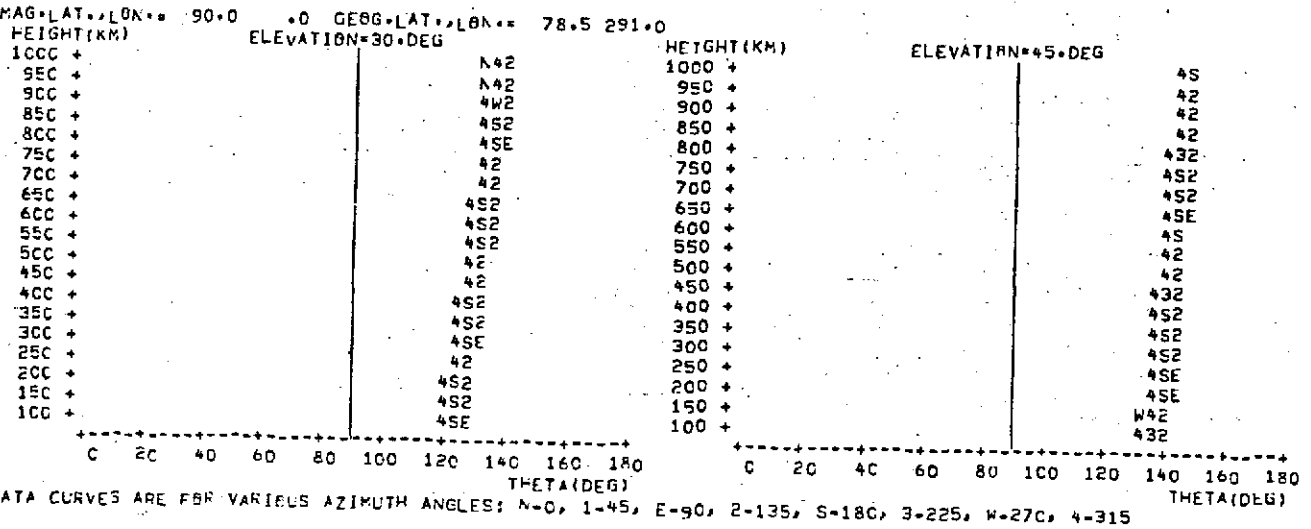 MAG.LAT.,LON.= 90.0 .0 GEOG.LAT.,LON.= 78.5 291.0
HEIGHT(KM) ELEVATION=30.DEG
1000 + N42
950 + N42
900 + 4W2
850 + 4S2
800 + 4SE
750 + 42
700 + 42
650 + 4S2
600 + 4S2
550 + 4S2
500 + 42
450 + 42
400 + 4S2
350 + 4S2
300 + 4SE
250 + 42
200 + 4S2
150 + 4S2
100 + 4SE
0 20 40 60 80 100 120 140 160 180
THETA(DEG)
HEIGHT(KM) ELEVATION=45.DEG
1000 + 4S
950 + 42
900 + 42
850 + 42
800 + 432
750 + 4S2
700 + 4S2
650 + 4SE
600 + 4S
550 + 42
500 + 42
450 + 432
400 + 4S2
350 + 4S2
300 + 4S2
250 + 4SE
200 + 4SE
150 + W42
100 + 432
0 20 40 60 80 100 120 140 160 180
THETA(DEG)
ATA CURVES ARE FOR VARIOUS AZIMUTH ANGLES: N-0, 1-45, E-90, 2-135, S-180, 3-225, W-270, 4-315